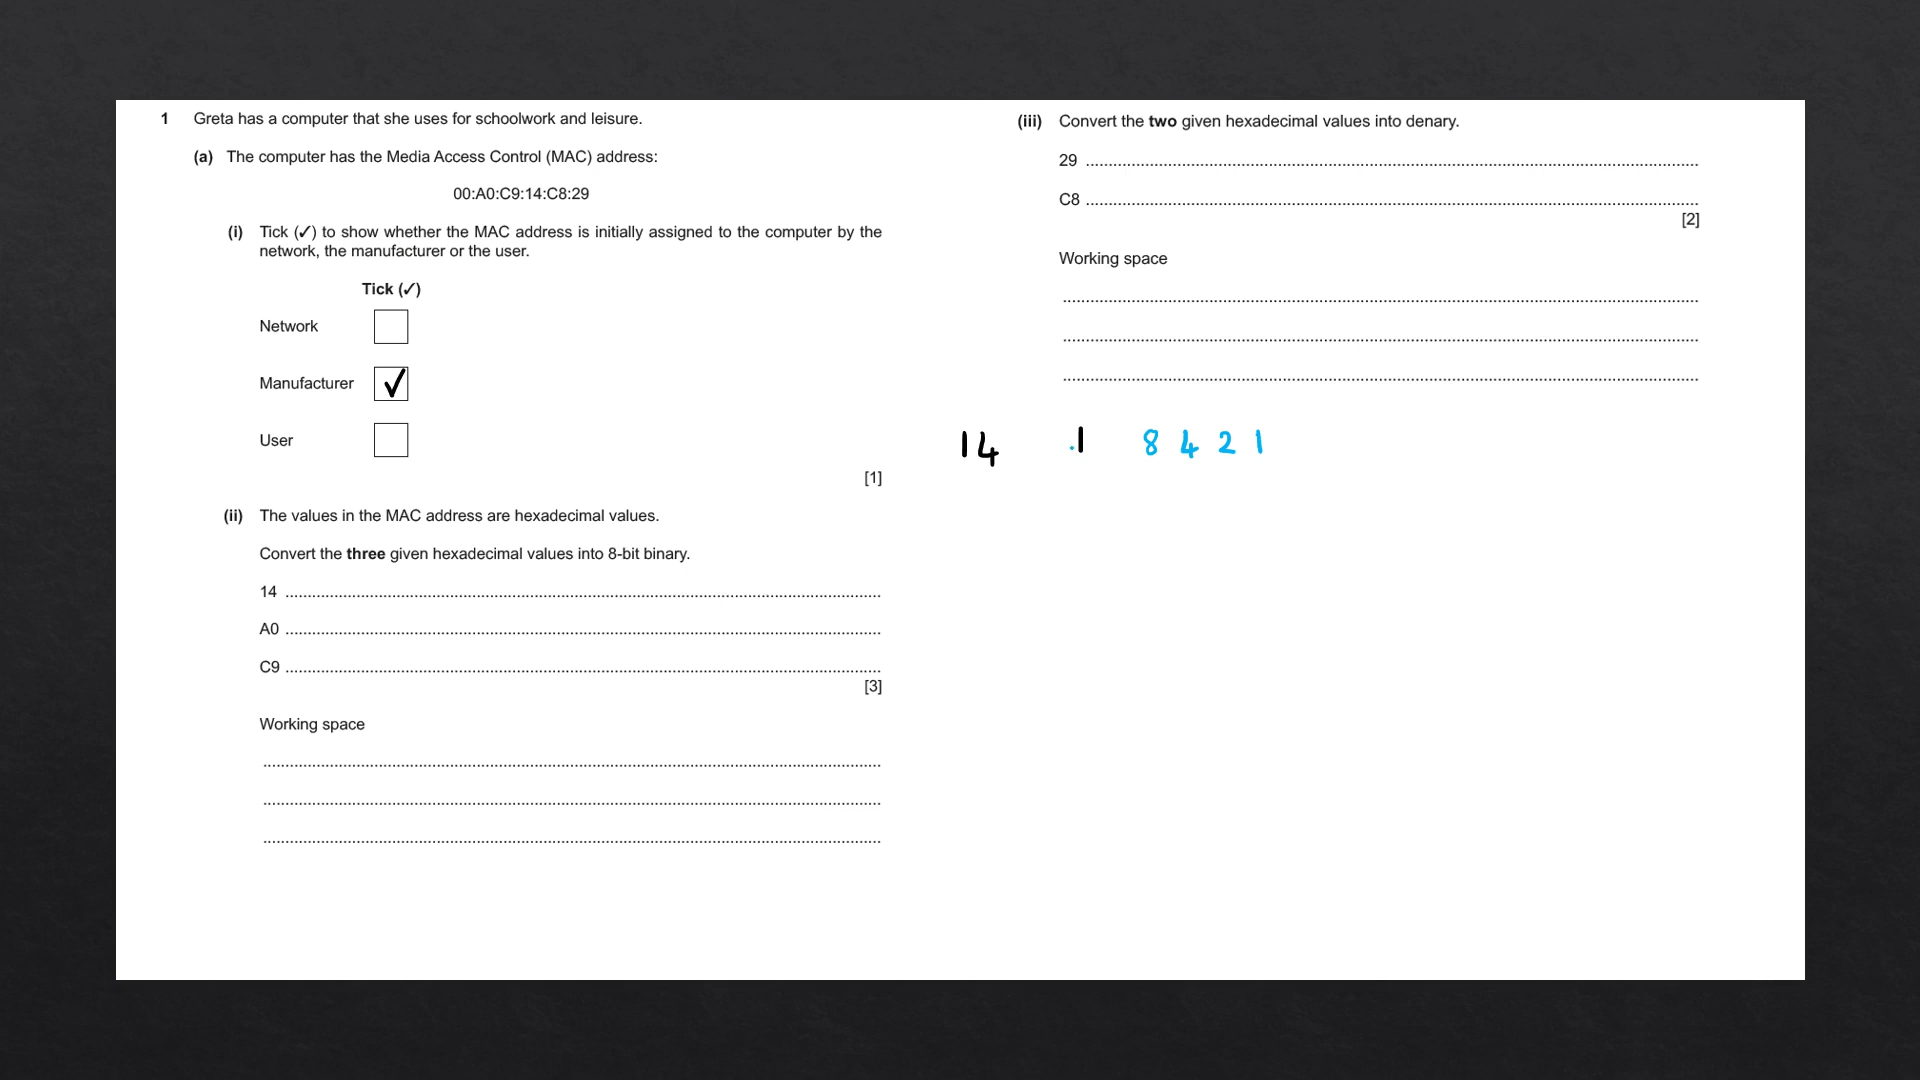 1 Greta has a computer that she uses for schoolwork and leisure.
(a) The computer has the Media Access Control (MAC) address:
00:A0:C9:14:C8:29
(i) Tick (✓) to show whether the MAC address is initially assigned to the computer by the
network, the manufacturer or the user.
Tick (✓)
Network
Manufacturer ✓
User
[1]
(ii) The values in the MAC address are hexadecimal values.
Convert the three given hexadecimal values into 8-bit binary.
14 ......................................................................
A0 ......................................................................
C9 ......................................................................
[3]
Working space
......................................................................
......................................................................
......................................................................
(iii) Convert the two given hexadecimal values into denary.
29 ......................................................................
C8 ......................................................................
[2]
Working space
......................................................................
......................................................................
......................................................................
14 1 8 4 2 1